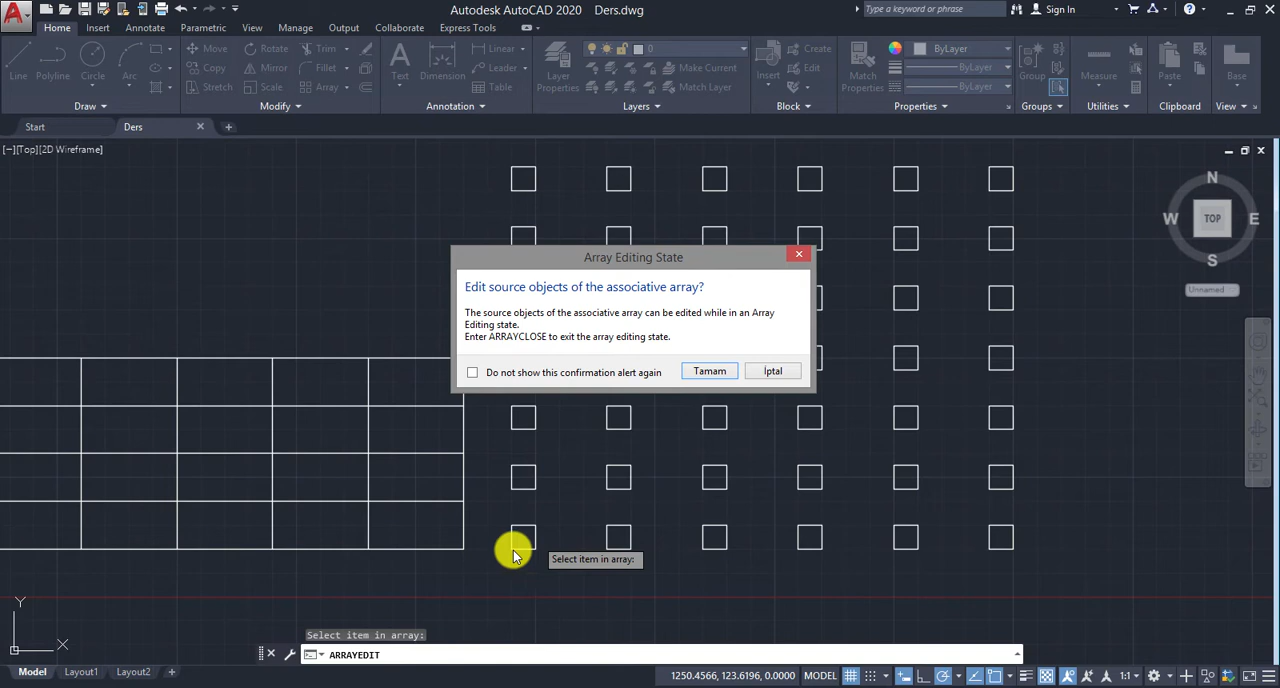 Autodesk AutoCAD 2020 Ders.dwg
Type a keyword or phrase
Sign In
Home Insert Annotate Parametric View Manage Output Collaborate Express Tools
Line Polyline Circle Arc
Move Rotate Trim
Copy Mirror Fillet
Stretch Scale Array
Text Dimension
Linear
Leader
Table
Layer Properties
0
Make Current
Match Layer
Insert
Create
Edit
Match Properties
ByLayer
ByLayer
ByLayer
Group
Measure
Paste
Base
Draw Modify Annotation Layers Block Properties Groups Utilities Clipboard View
Start Ders
[−][Top][2D Wireframe]
N
W TOP E
S
Unnamed
Array Editing State
Edit source objects of the associative array?
The source objects of the associative array can be edited while in an Array
Editing state.
Enter ARRAYCLOSE to exit the array editing state.
Do not show this confirmation alert again
Tamam İptal
Select item in array:
Y
X
Select item in array:
ARRAYEDIT
Model Layout1 Layout2
1250.4566, 123.6196, 0.0000 MODEL 1:1